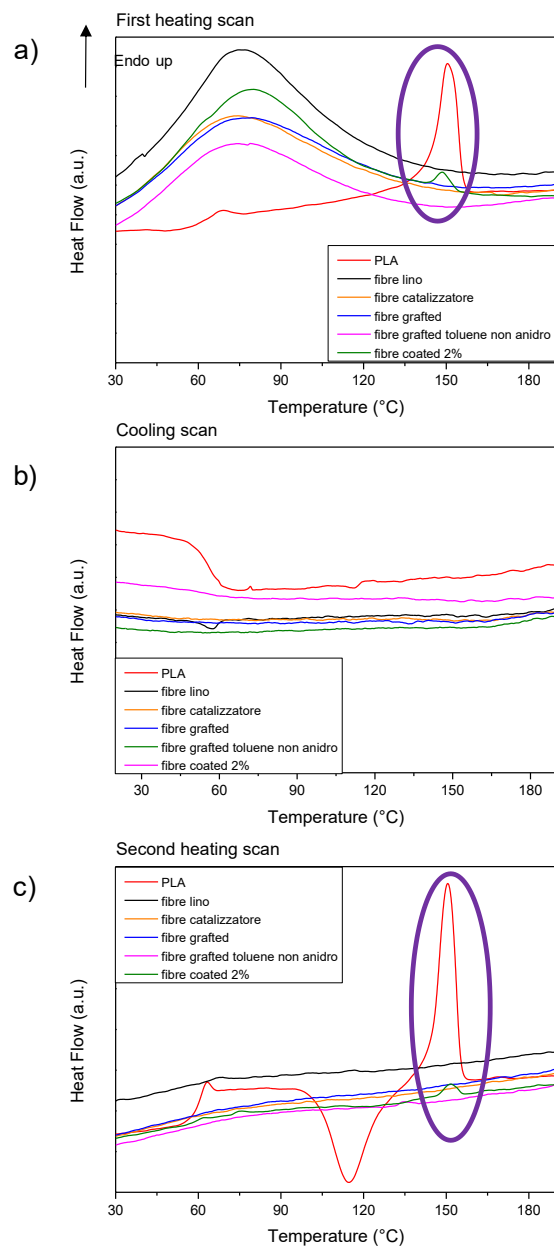 First heating scan
a)
Endo up
Heat Flow (a.u.)
PLA
fibre lino
fibre catalizzatore
fibre grafted
fibre grafted toluene non anidro
fibre coated 2%
30 60 90 120 150 180
Temperature (°C)
Cooling scan
b)
Heat Flow (a.u.)
PLA
fibre lino
fibre catalizzatore
fibre grafted
fibre grafted toluene non anidro
fibre coated 2%
30 60 90 120 150 180
Temperature (°C)
Second heating scan
c)
PLA
fibre lino
fibre catalizzatore
fibre grafted
fibre grafted toluene non anidro
fibre coated 2%
Heat Flow (a.u.)
30 60 90 120 150 180
Temperature (°C)